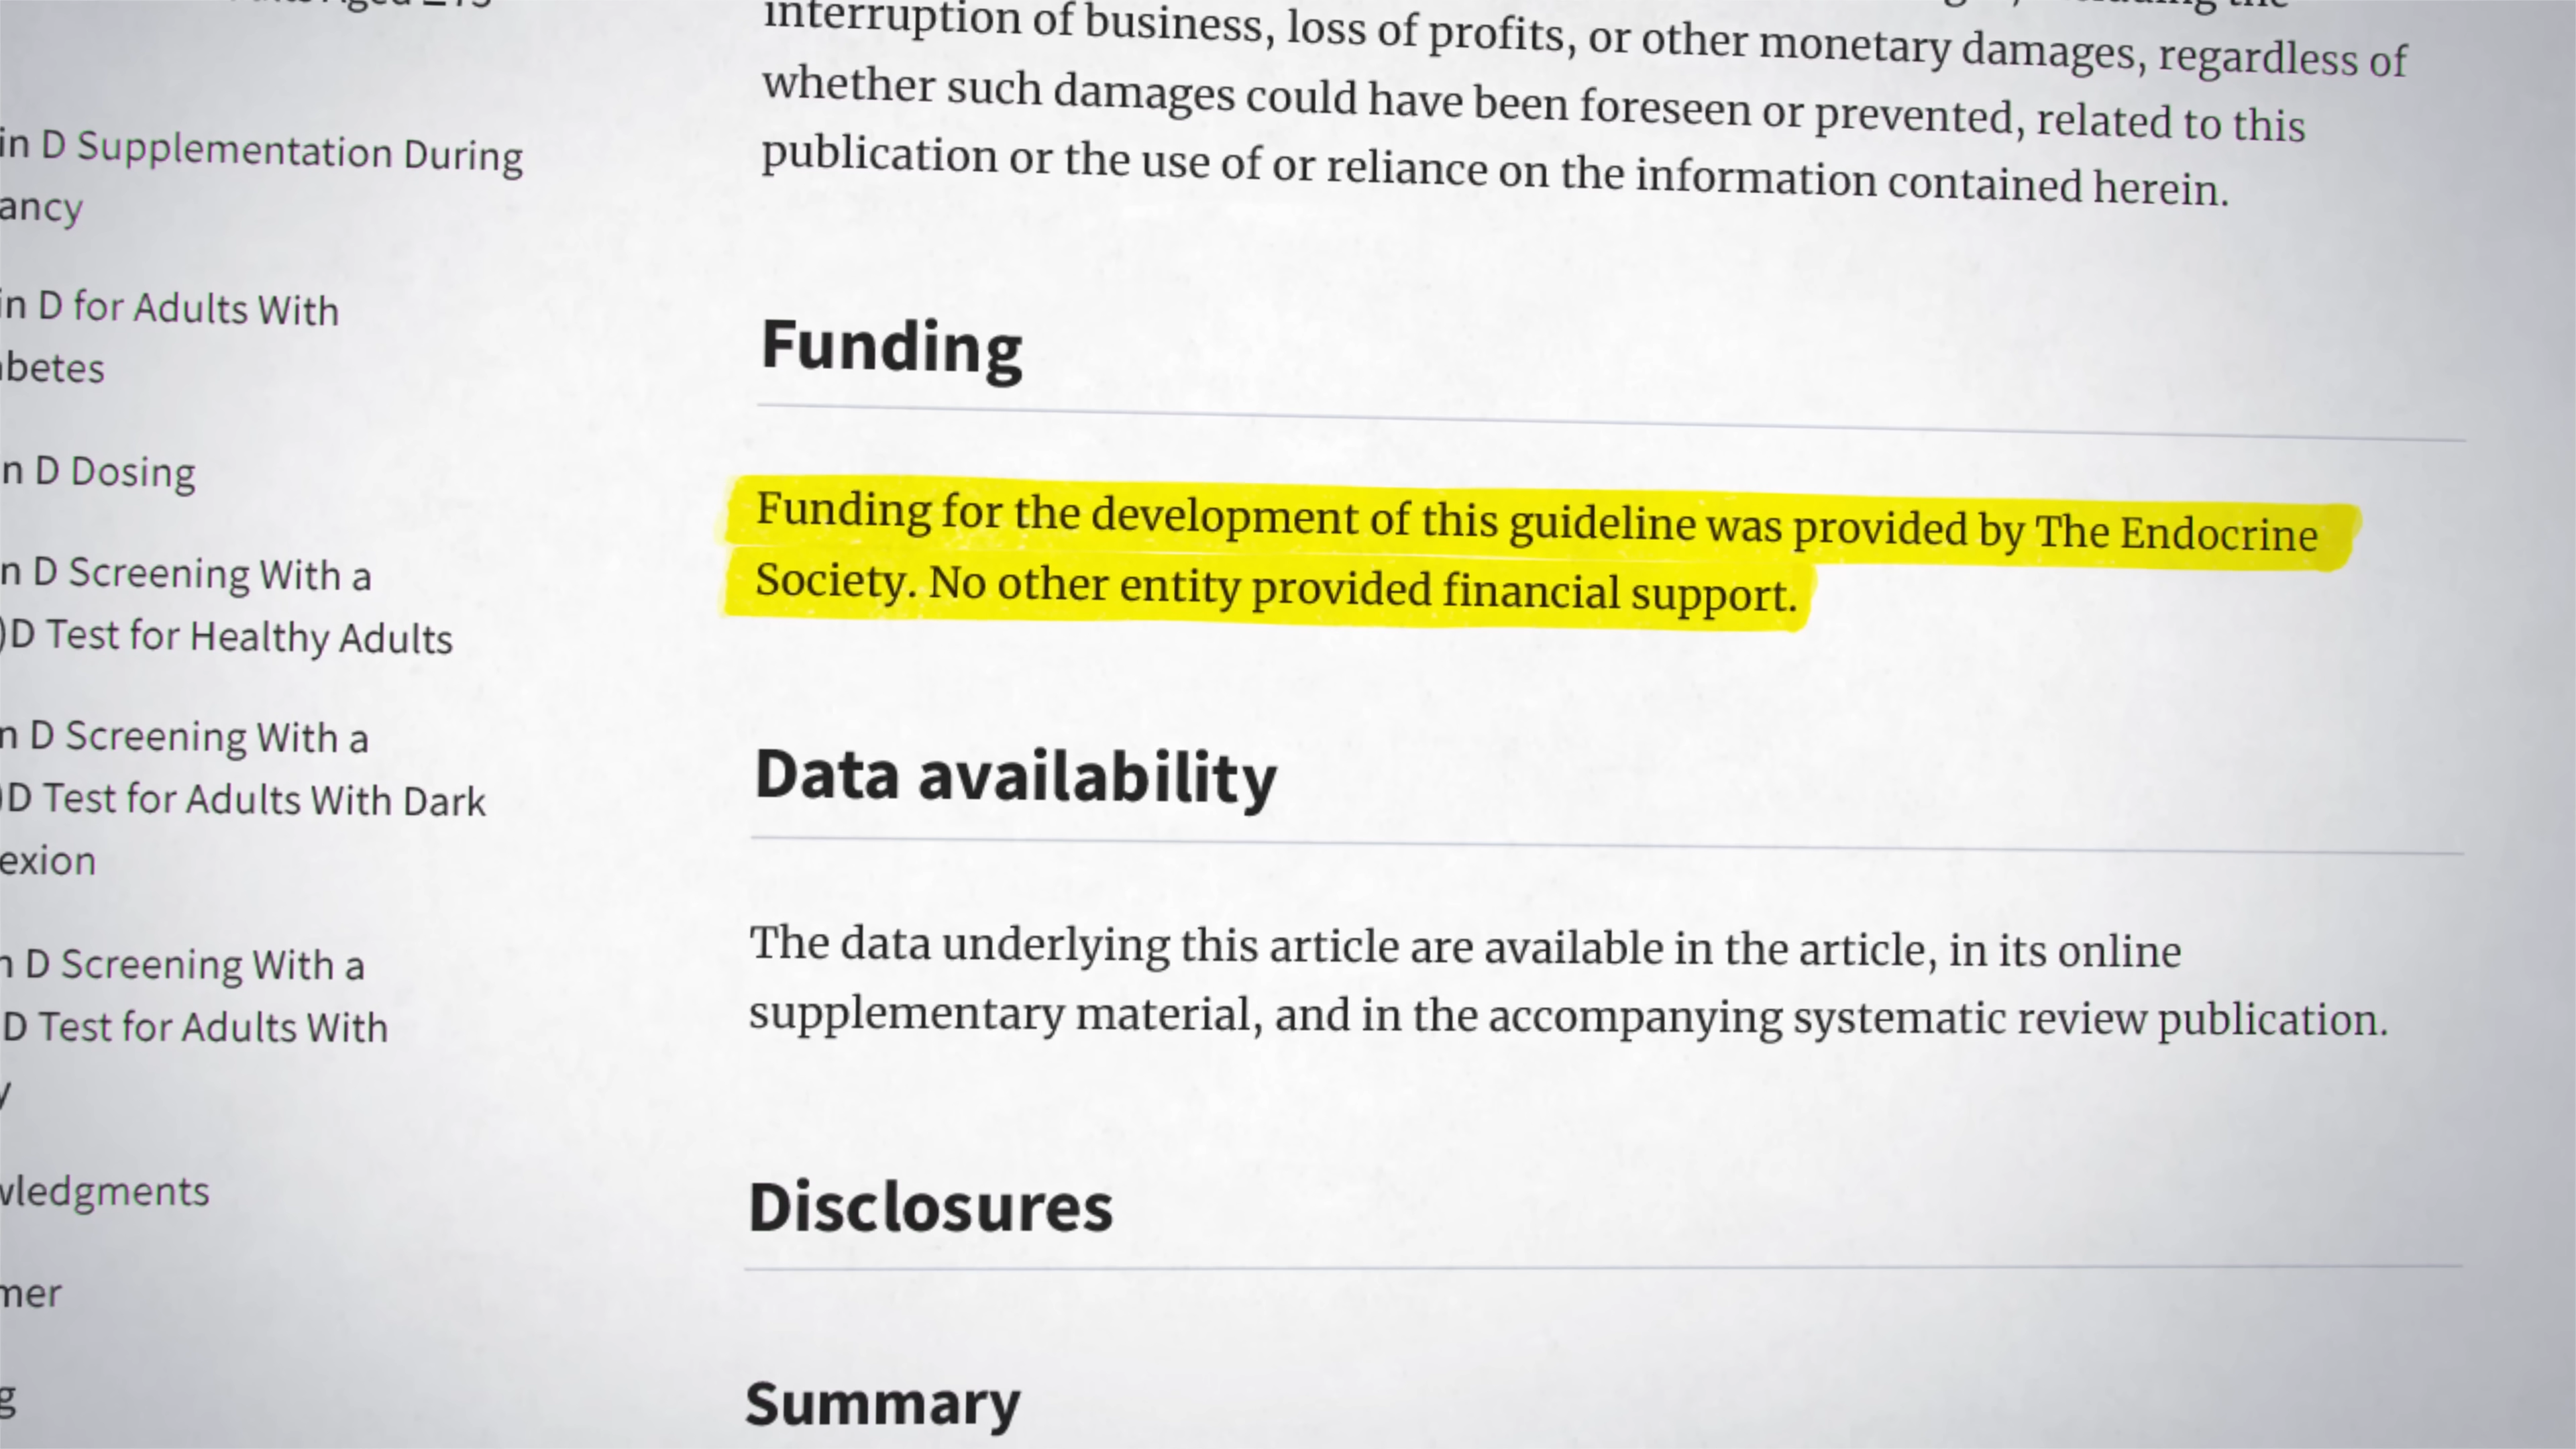 in D Supplementation During
ancy
in D for Adults With
betes
n D Dosing
n D Screening With a
)D Test for Healthy Adults
n D Screening With a
)D Test for Adults With Dark
exion
n D Screening With a
D Test for Adults With
y
wledgments
mer
g
interruption of business, loss of profits, or other monetary damages, regardless of
whether such damages could have been foreseen or prevented, related to this
publication or the use of or reliance on the information contained herein.
Funding
Funding for the development of this guideline was provided by The Endocrine
Society. No other entity provided financial support.
Data availability
The data underlying this article are available in the article, in its online
supplementary material, and in the accompanying systematic review publication.
Disclosures
Summary